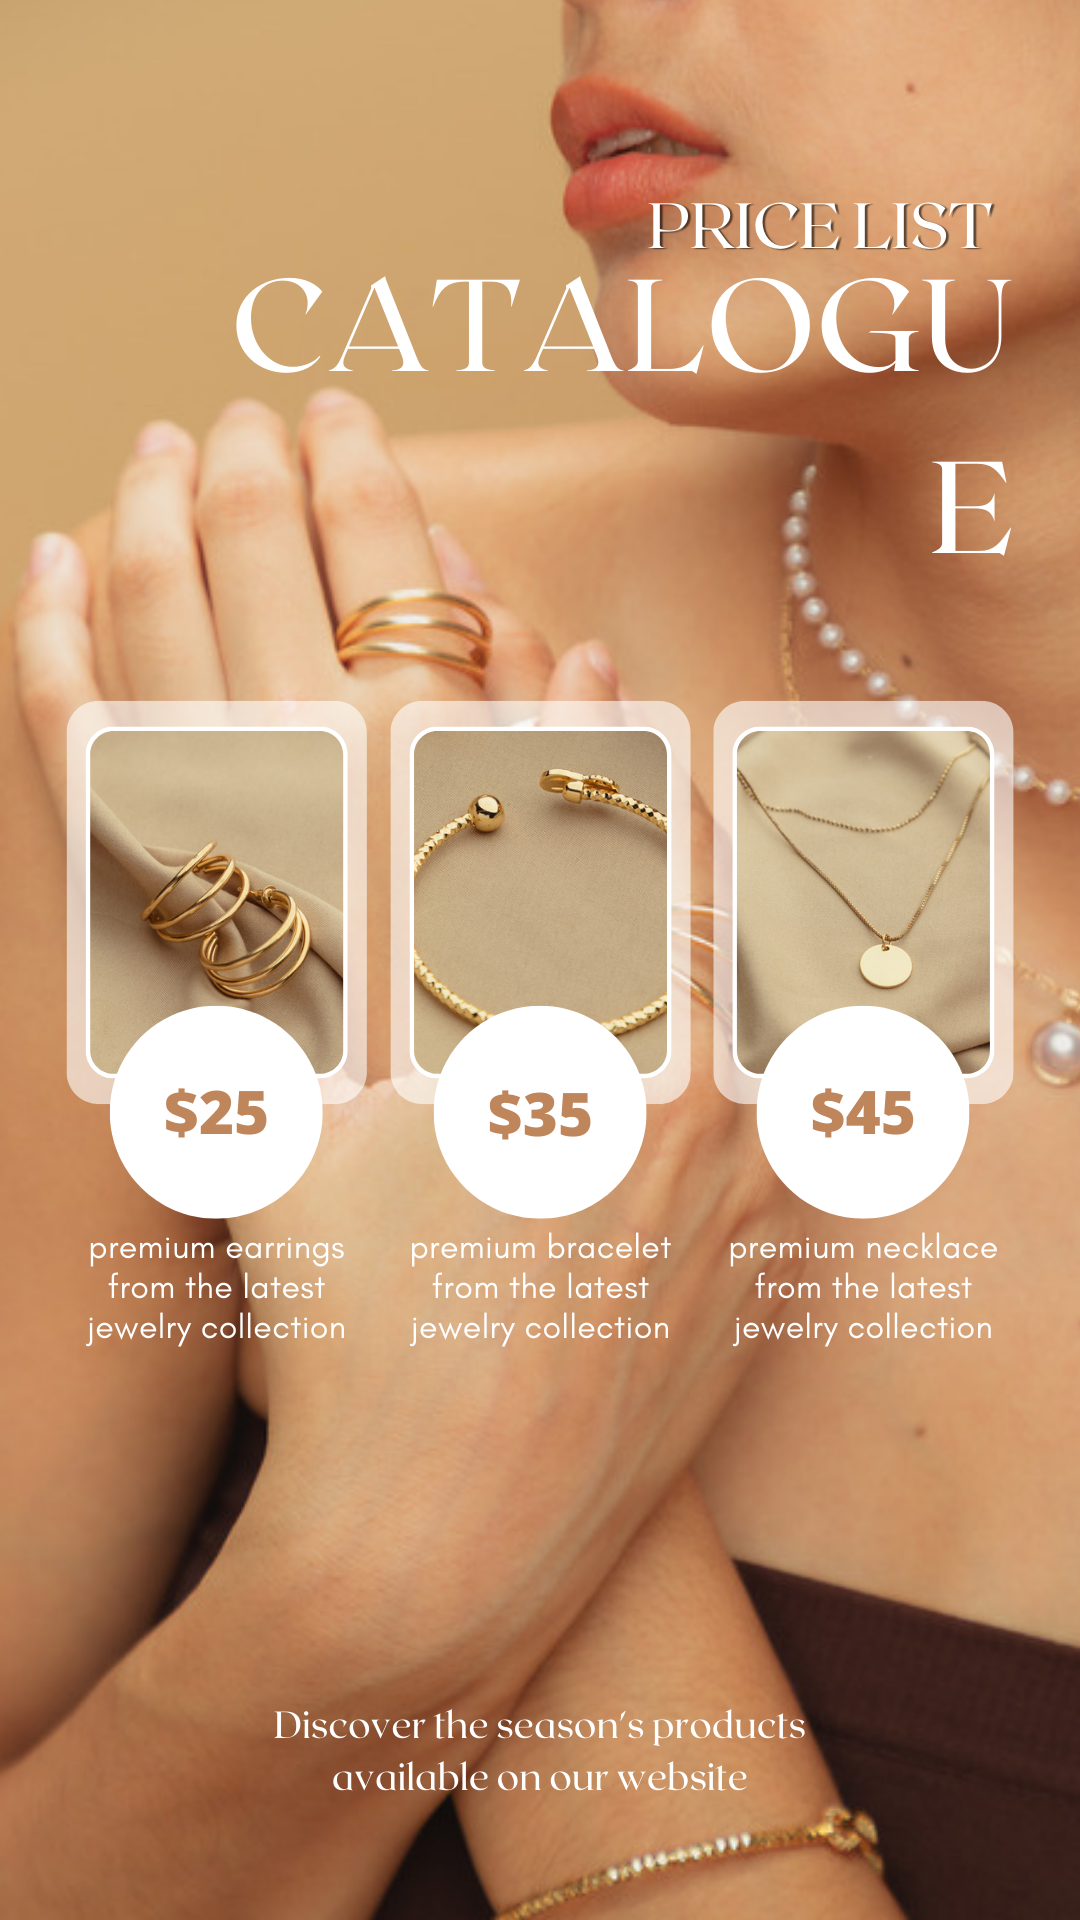 PRICE LIST
CATALOGU
E
$25
premium earrings
from the latest
jewelry collection
$35
premium bracelet
from the latest
jewelry collection
$45
premium necklace
from the latest
jewelry collection
Discover the season's products
available on our website